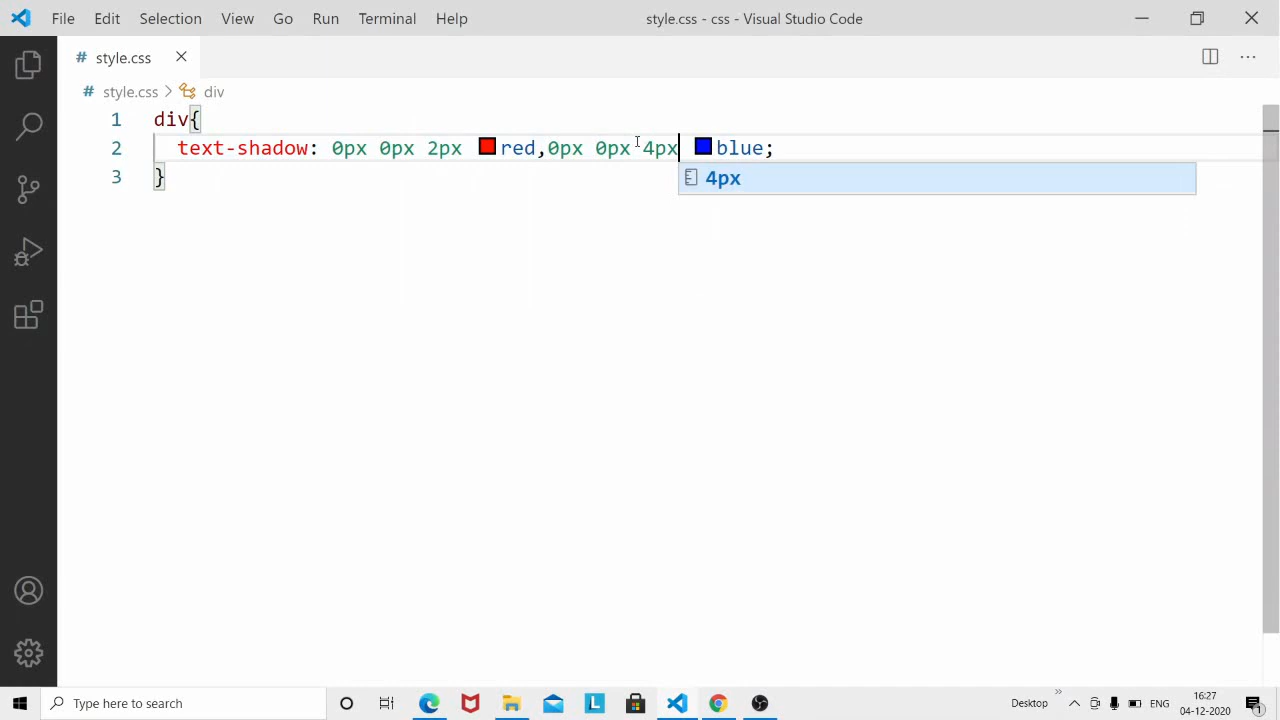 File Edit Selection View Go Run Terminal Help style.css - css - Visual Studio Code
# style.css
# style.css > div
1 div{
2 text-shadow: 0px 0px 2px red,0px 0px 4px blue;
3 }
4px
Type here to search
Desktop ENG 16:27
04-12-2020
1